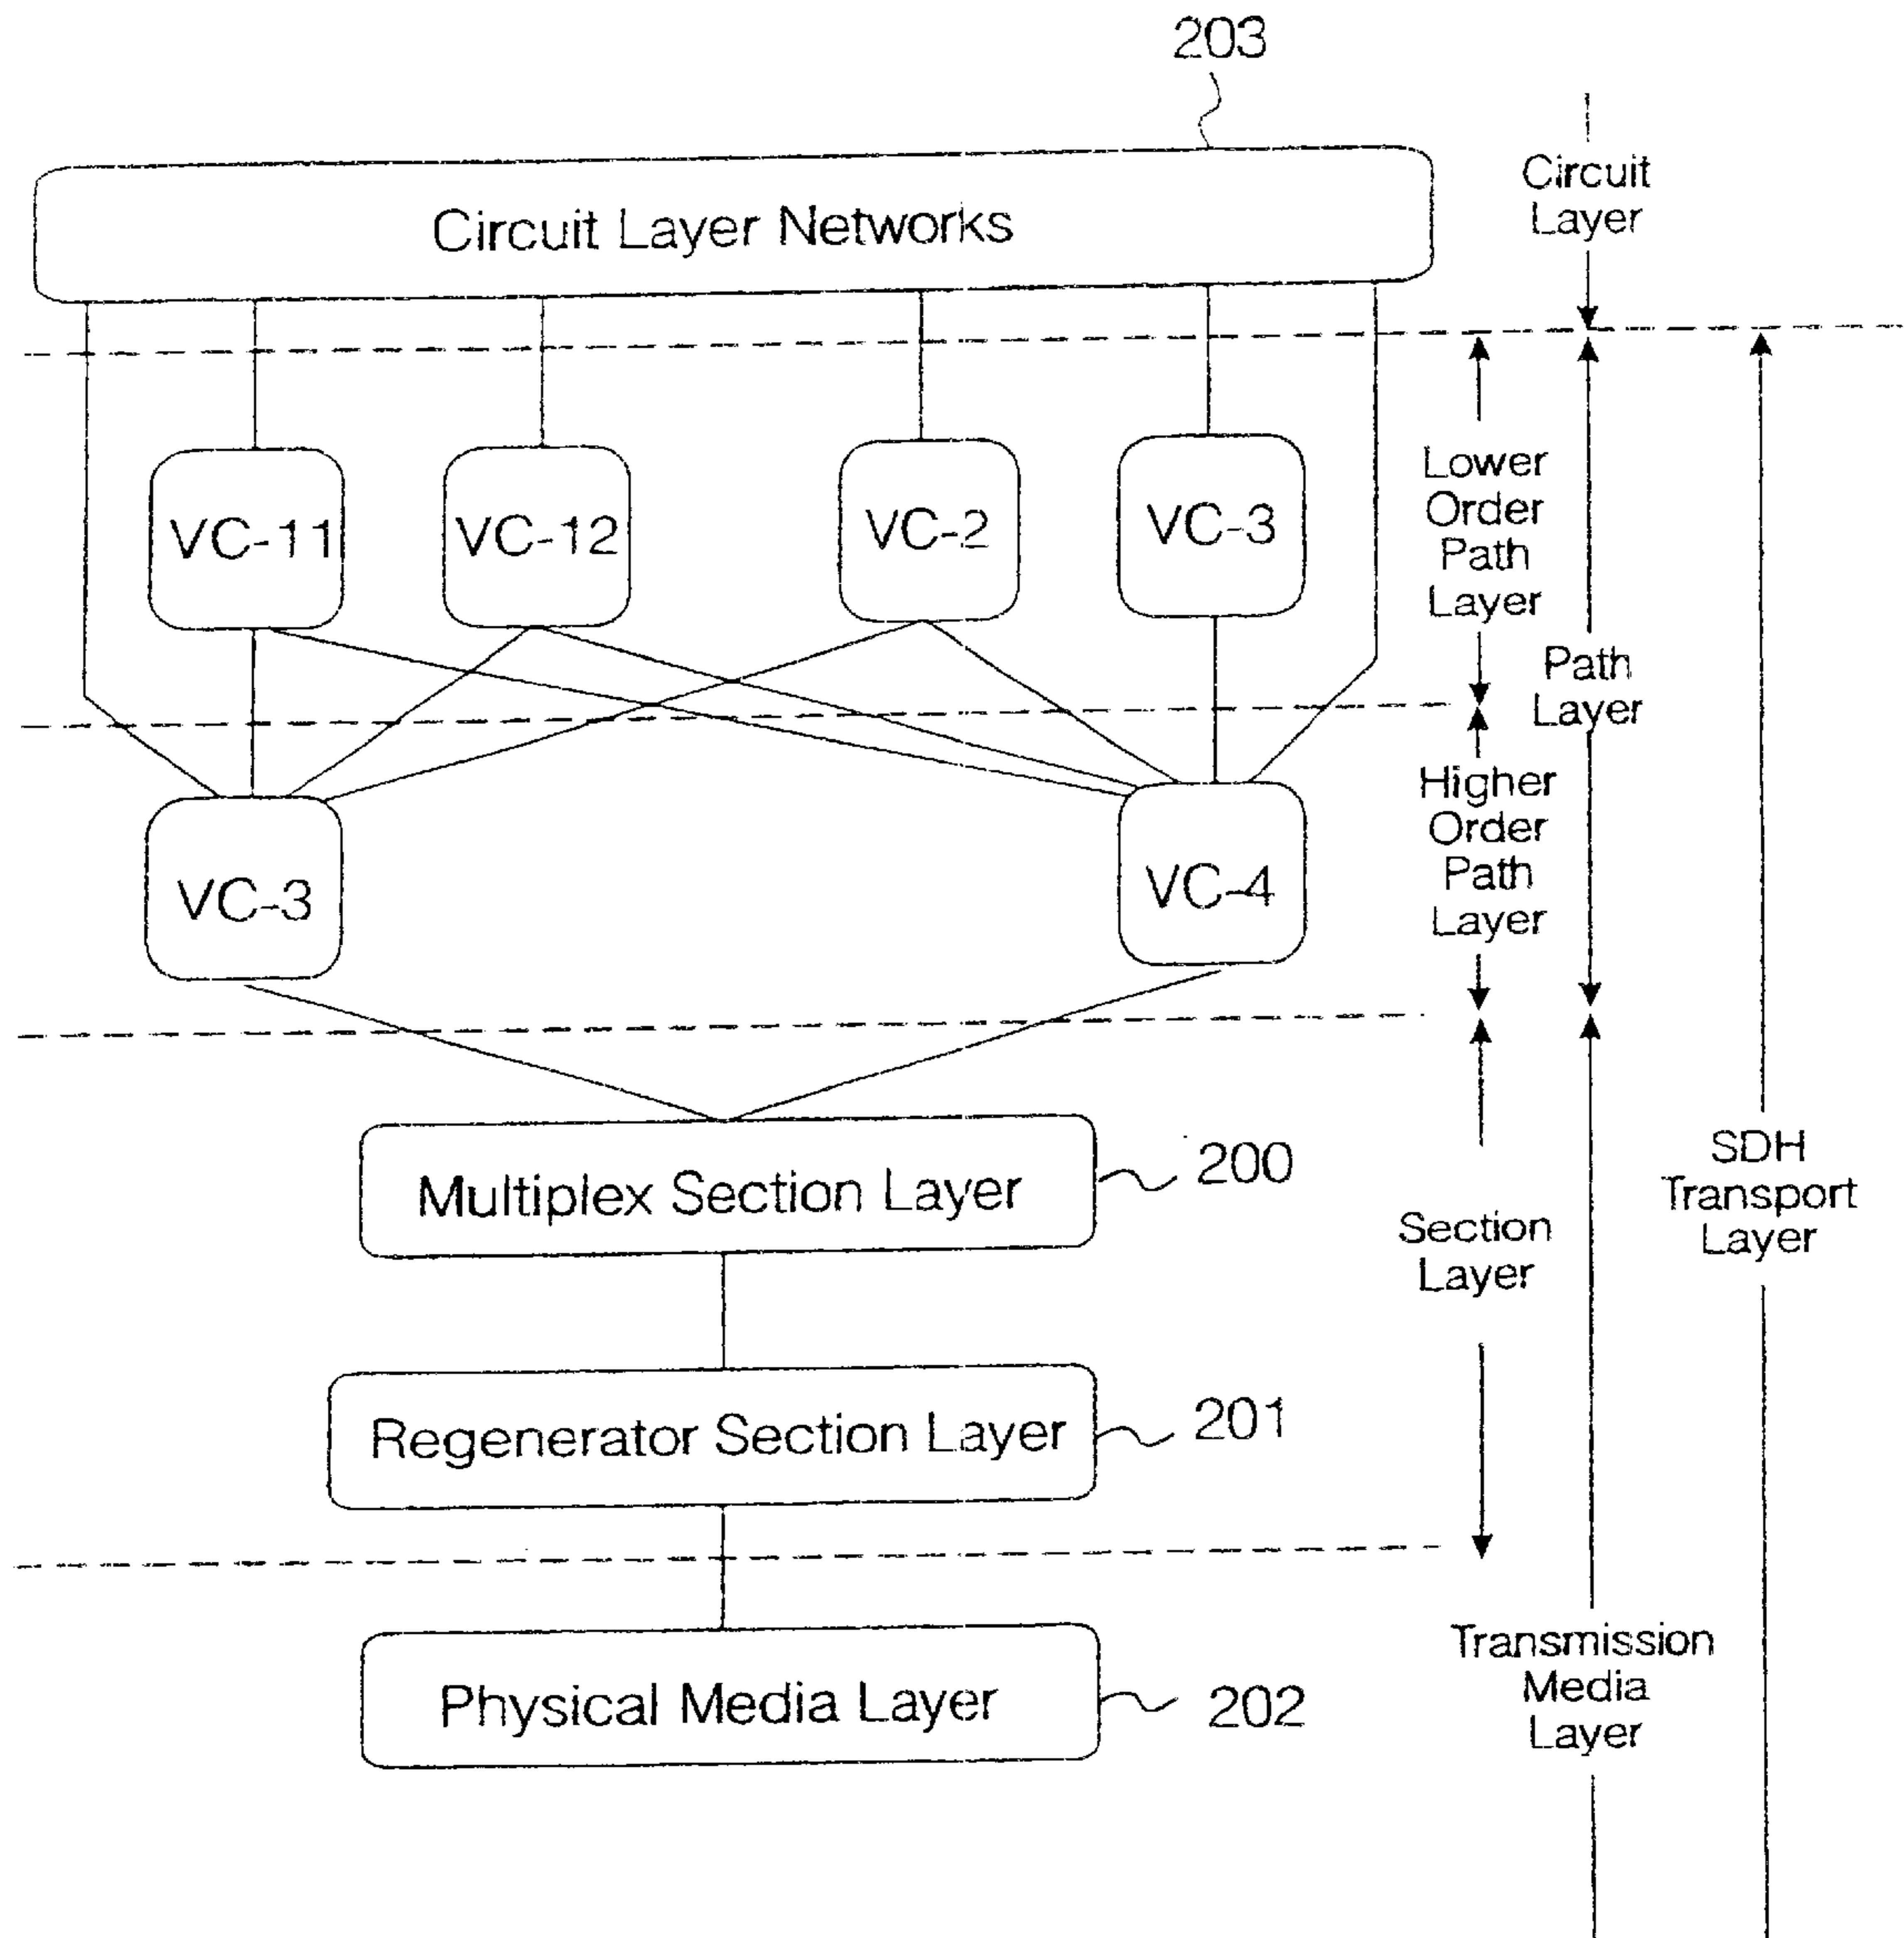 203
Circuit
Layer
Circuit Layer Networks
VC-11
VC-12
VC-2
VC-3
Lower
Order
Path
Layer
Path
Layer
Higher
Order
Path
Layer
VC-3
VC-4
Multiplex Section Layer
200
SDH
Transport
Layer
Section
Layer
Regenerator Section Layer
201
Transmission
Media
Layer
Physical Media Layer
202